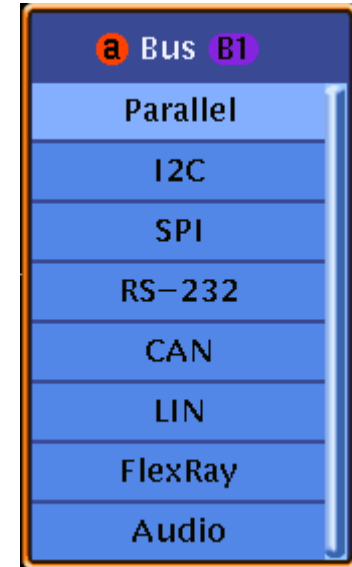 a Bus B1
Parallel
I2C
SPI
RS-232
CAN
LIN
FlexRay
Audio